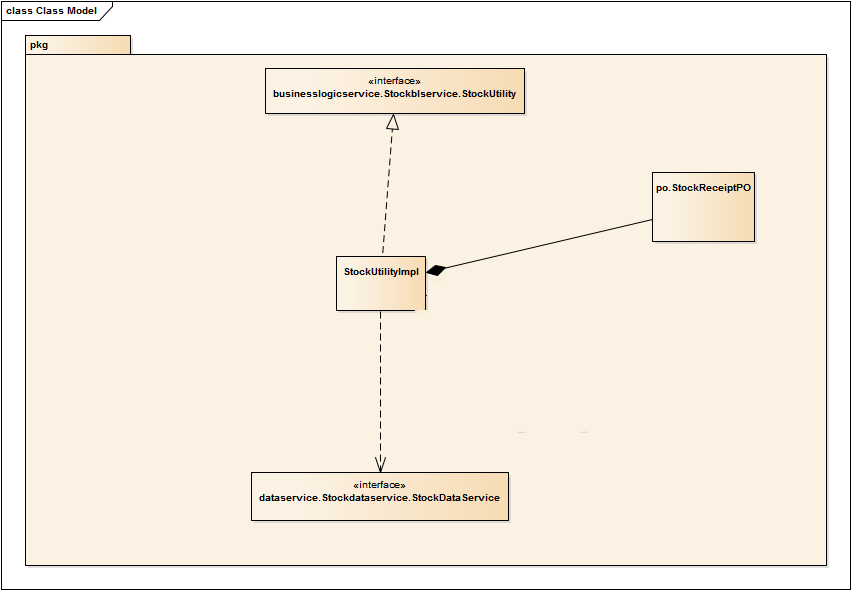 class Class Model
pkg
«interface»
businesslogicservice.Stockblservice.StockUtility
po.StockReceiptPO
StockUtilityImpl
«interface»
dataservice.Stockdataservice.StockDataService